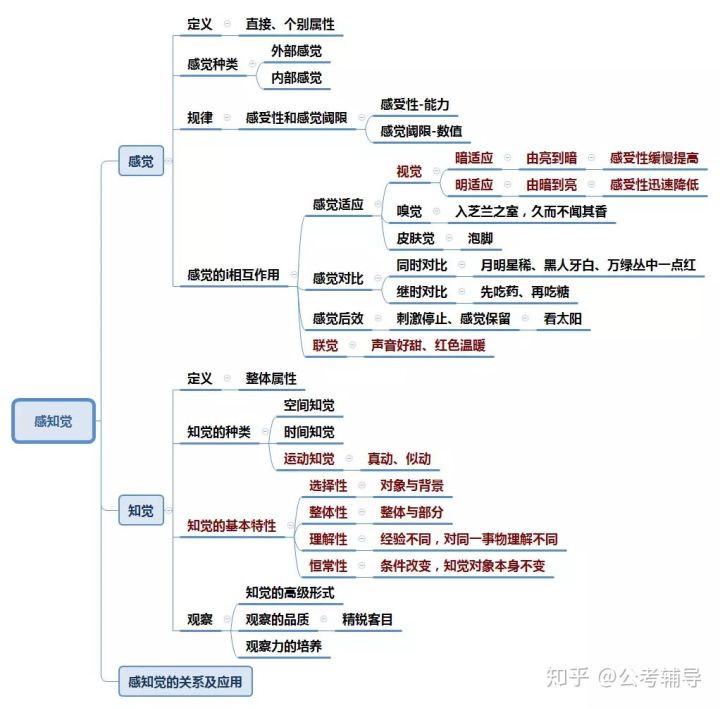 感知觉
感觉
定义
直接、个别属性
感觉种类
外部感觉
内部感觉
规律
感受性和感觉阈限
感受性-能力
感觉阈限-数值
感觉的i相互作用
感觉适应
视觉
暗适应
由亮到暗
感受性缓慢提高
明适应
由暗到亮
感受性迅速降低
嗅觉
入芝兰之室，久而不闻其香
皮肤觉
泡脚
感觉对比
同时对比
月明星稀、黑人牙白、万绿丛中一点红
继时对比
先吃药、再吃糖
感觉后效
刺激停止、感觉保留
看太阳
联觉
声音好甜、红色温暖
知觉
定义
整体属性
知觉的种类
空间知觉
时间知觉
运动知觉
真动、似动
知觉的基本特性
选择性
对象与背景
整体性
整体与部分
理解性
经验不同，对同一事物理解不同
恒常性
条件改变，知觉对象本身不变
观察
知觉的高级形式
观察的品质
精锐客目
观察力的培养
感知觉的关系及应用
知乎 @公考辅导